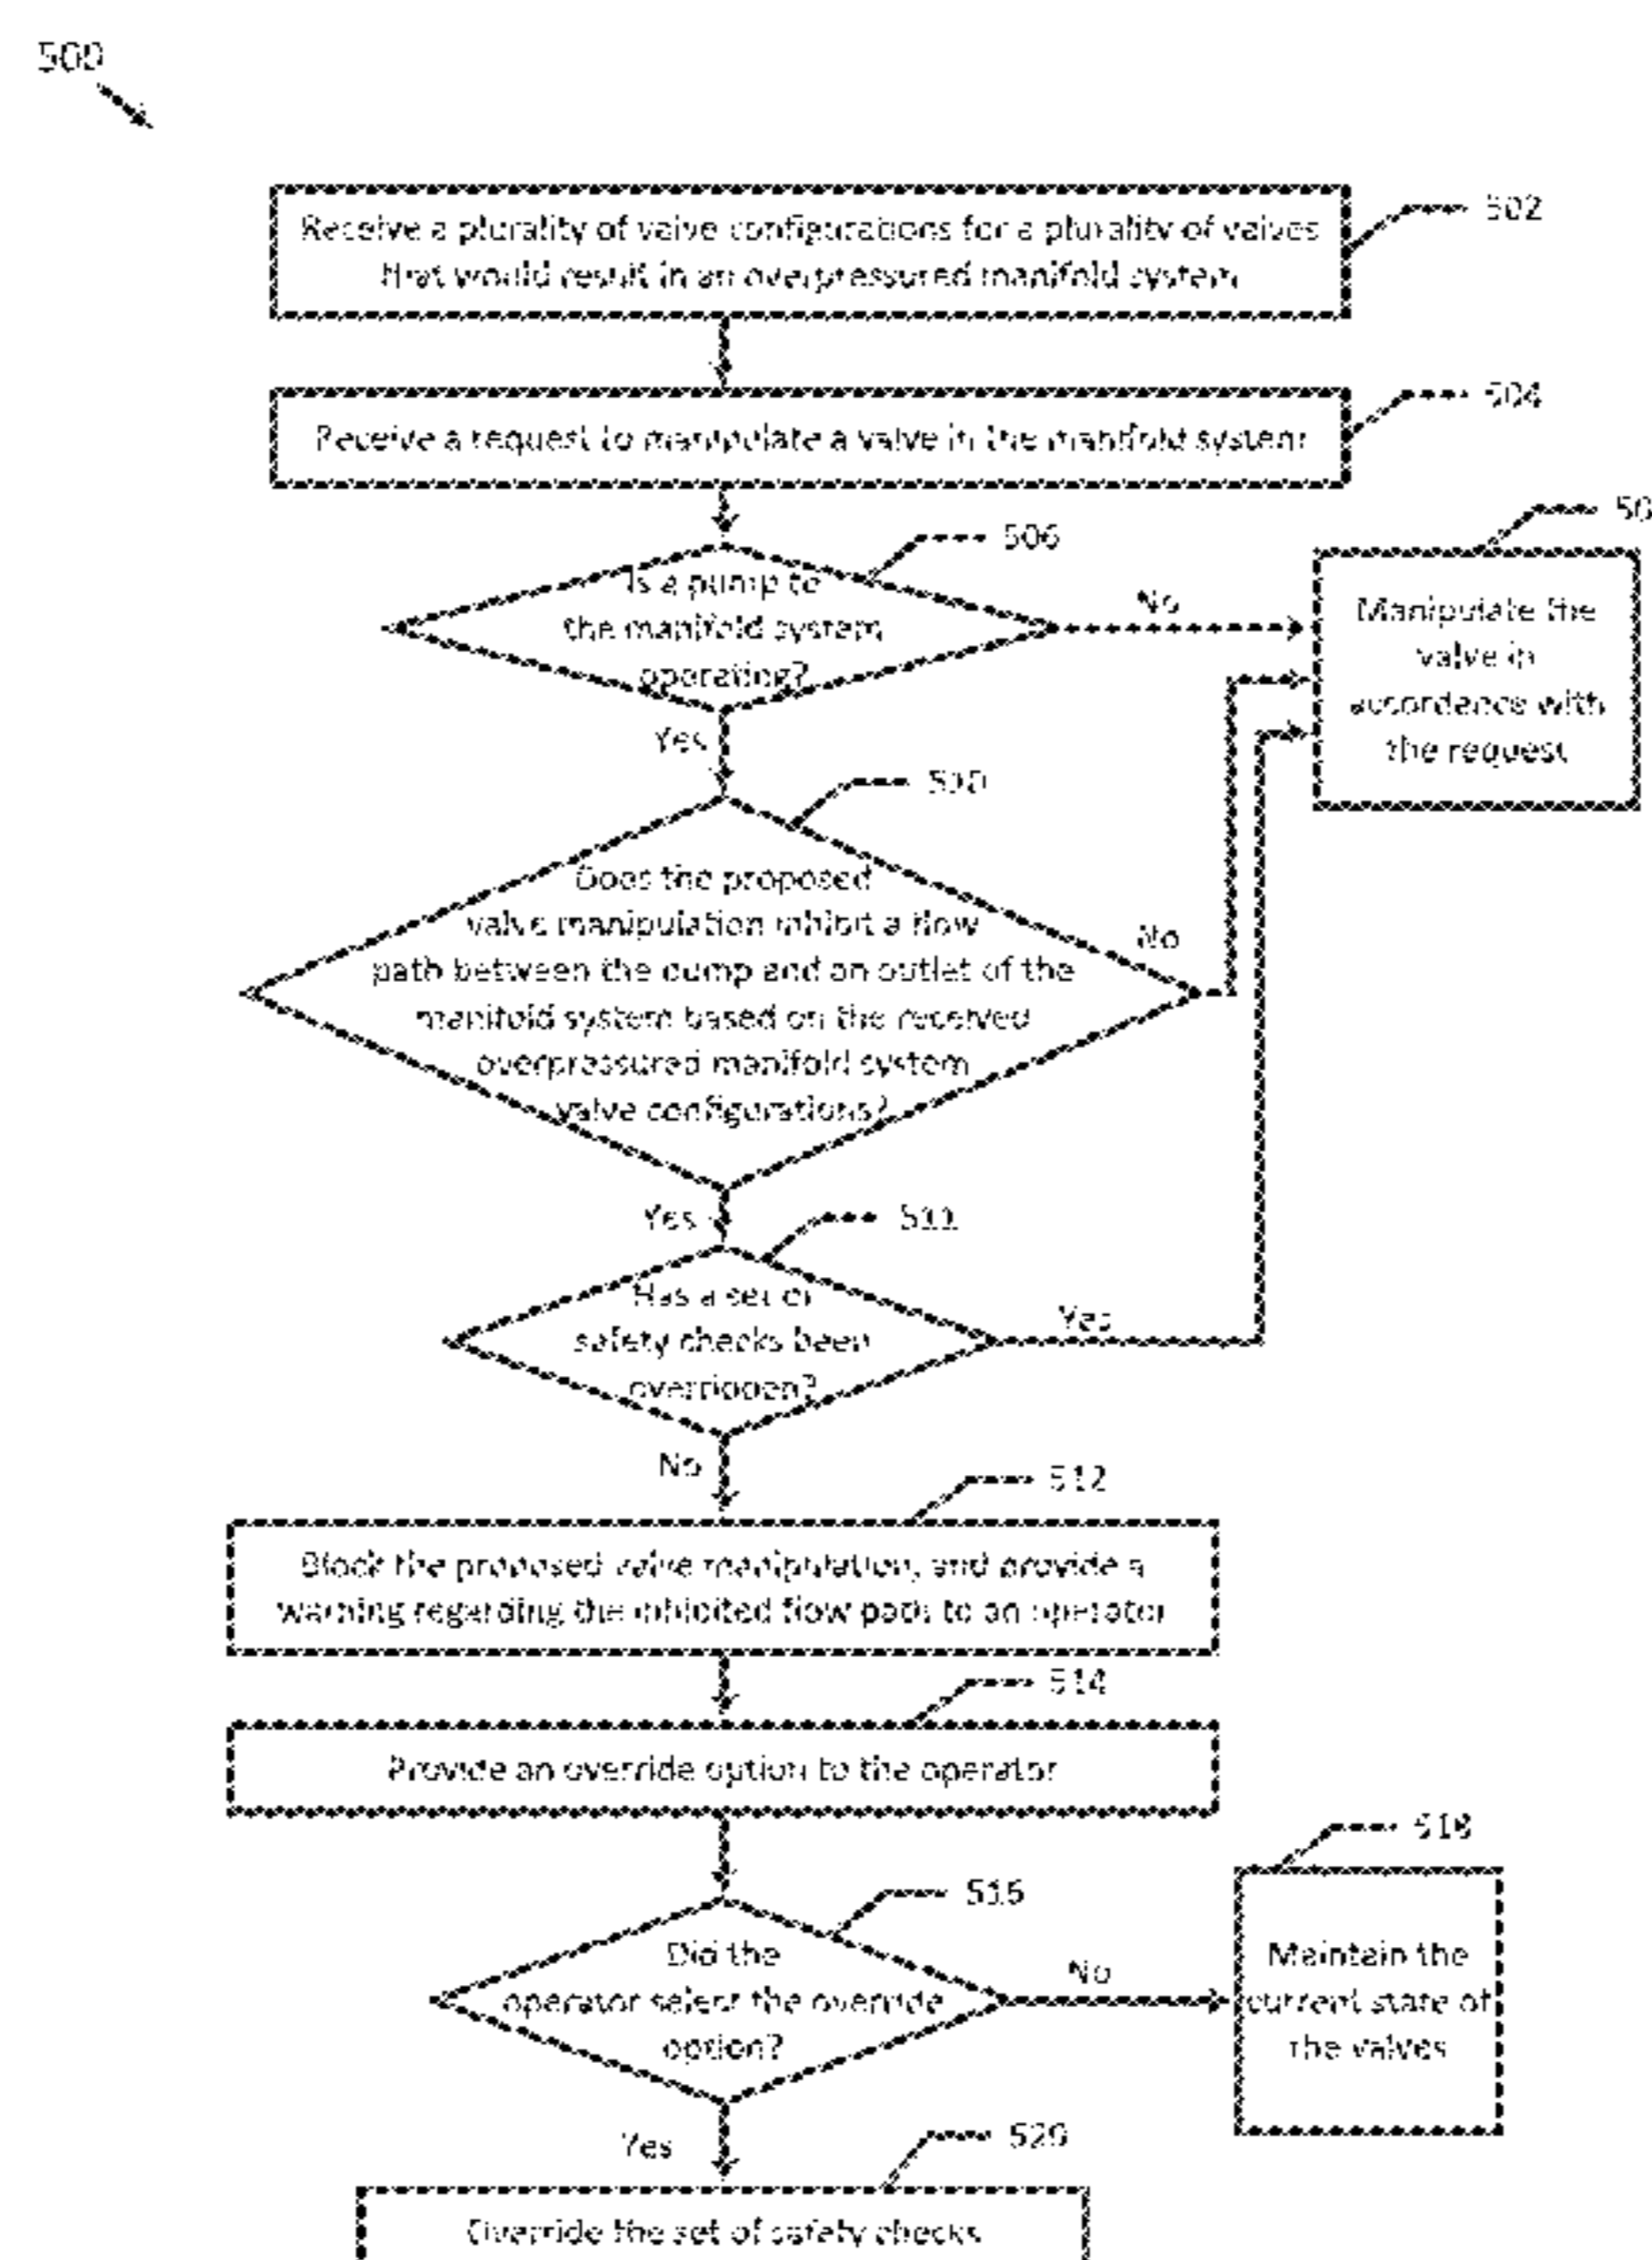 500
Receive a plurality of valve configurations for a plurality of valves
that would result in an overpressured manifold system
502
Receive a request to manipulate a valve in the manifold system
504
Is a pump to
the manifold system
operating?
506
No
Yes
50
Manipulate the
valve in
accordance with
the request
Does the proposed
valve manipulation inhibit a flow
path between the pump and an outlet of the
manifold system based on the received
overpressured manifold system
valve configurations?
510
No
Yes
Has a set of
safety checks been
overridden?
511
Yes
No
Block the proposed valve manipulation, and provide a
warning regarding the inhibited flow path to an operator
512
Provide an override option to the operator
514
Did the
operator select the override
option?
516
No
Yes
Maintain the
current state of
the valves
518
Override the set of safety checks
520